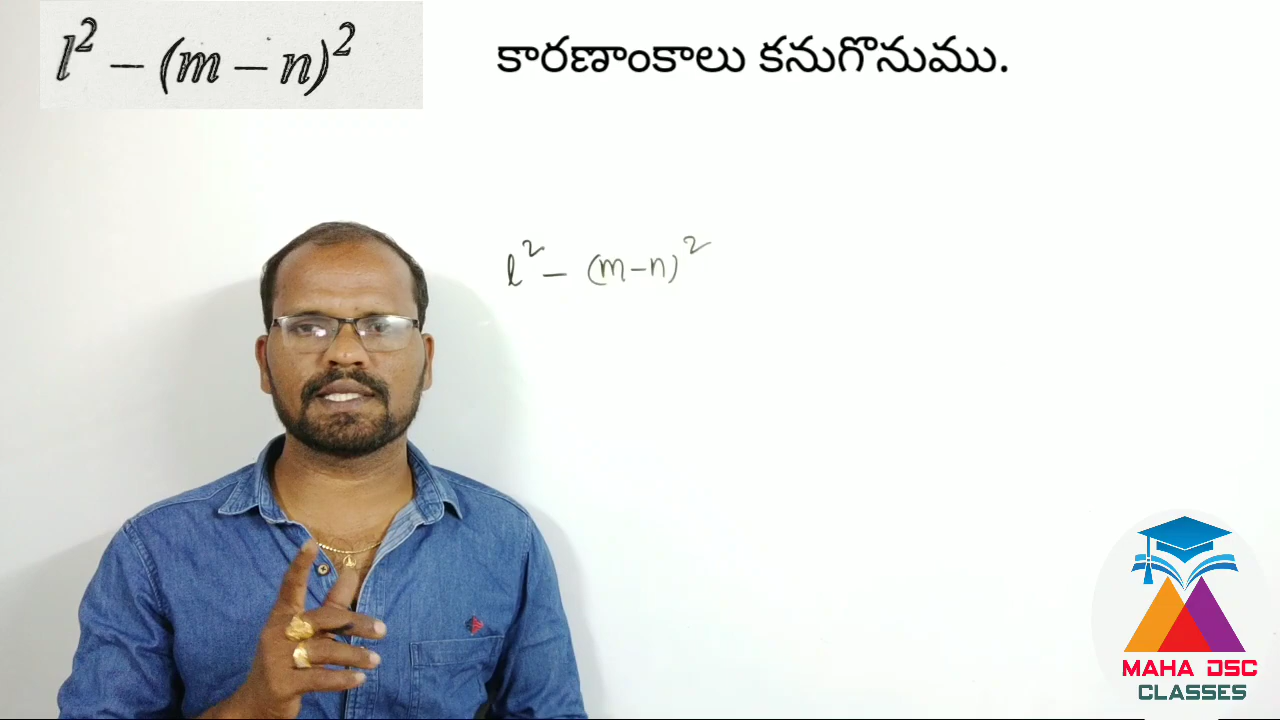 l² – (m – n)² కారణాంకాలు కనుగొనుము.
l² – (m-n)²
MAHA DSC
CLASSES